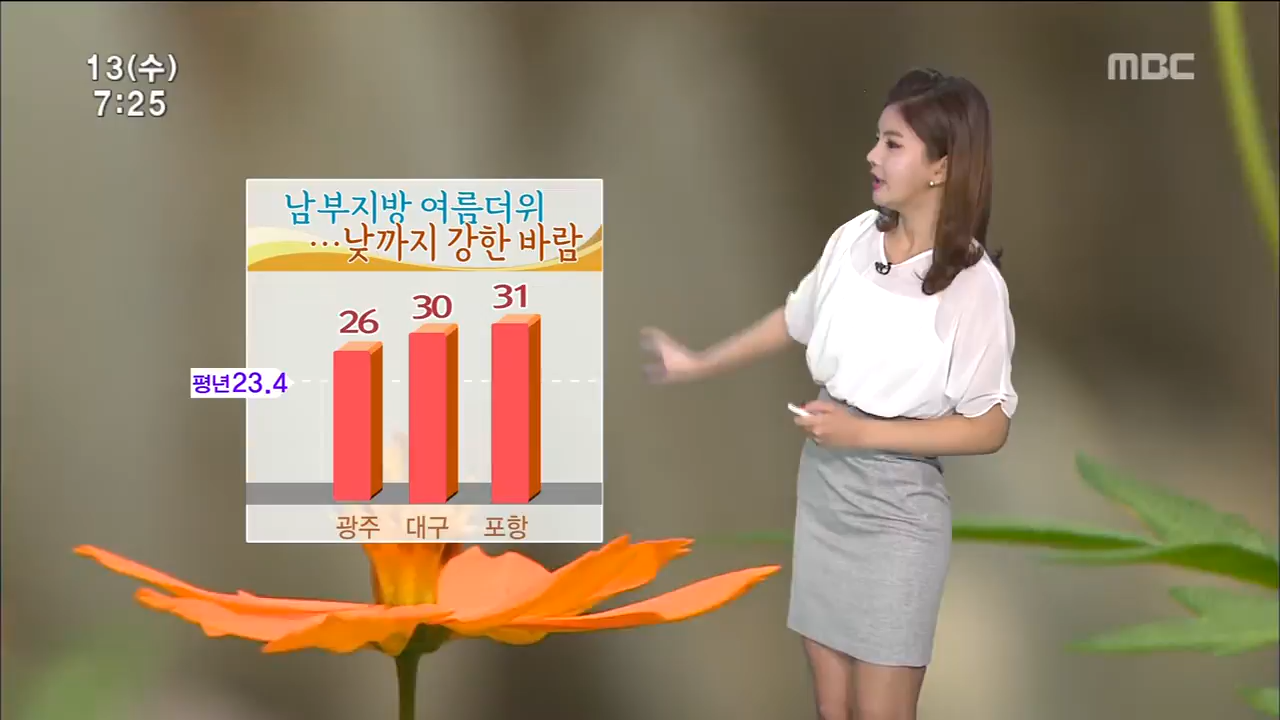 13(수)
7:25
MBC
남부지방 여름더위
…낮까지 강한 바람
26
30
31
평년23.4
광주
대구
포항